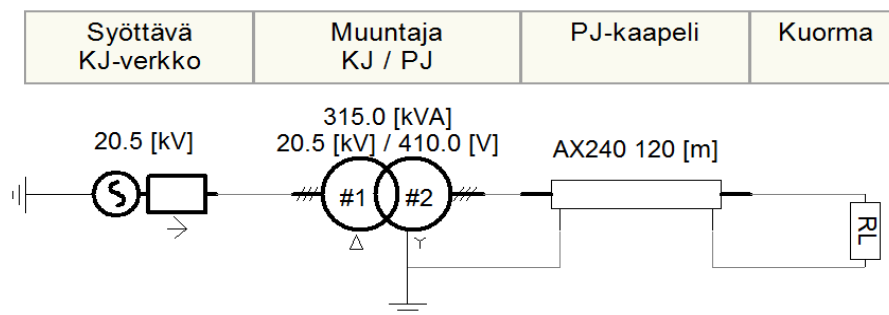 Syöttävä
KJ-verkko
Muuntaja
KJ / PJ
PJ-kaapeli
Kuorma
315.0 [kVA]
20.5 [kV]
20.5 [kV] / 410.0 [V]
AX240 120 [m]
#1
#2
RL